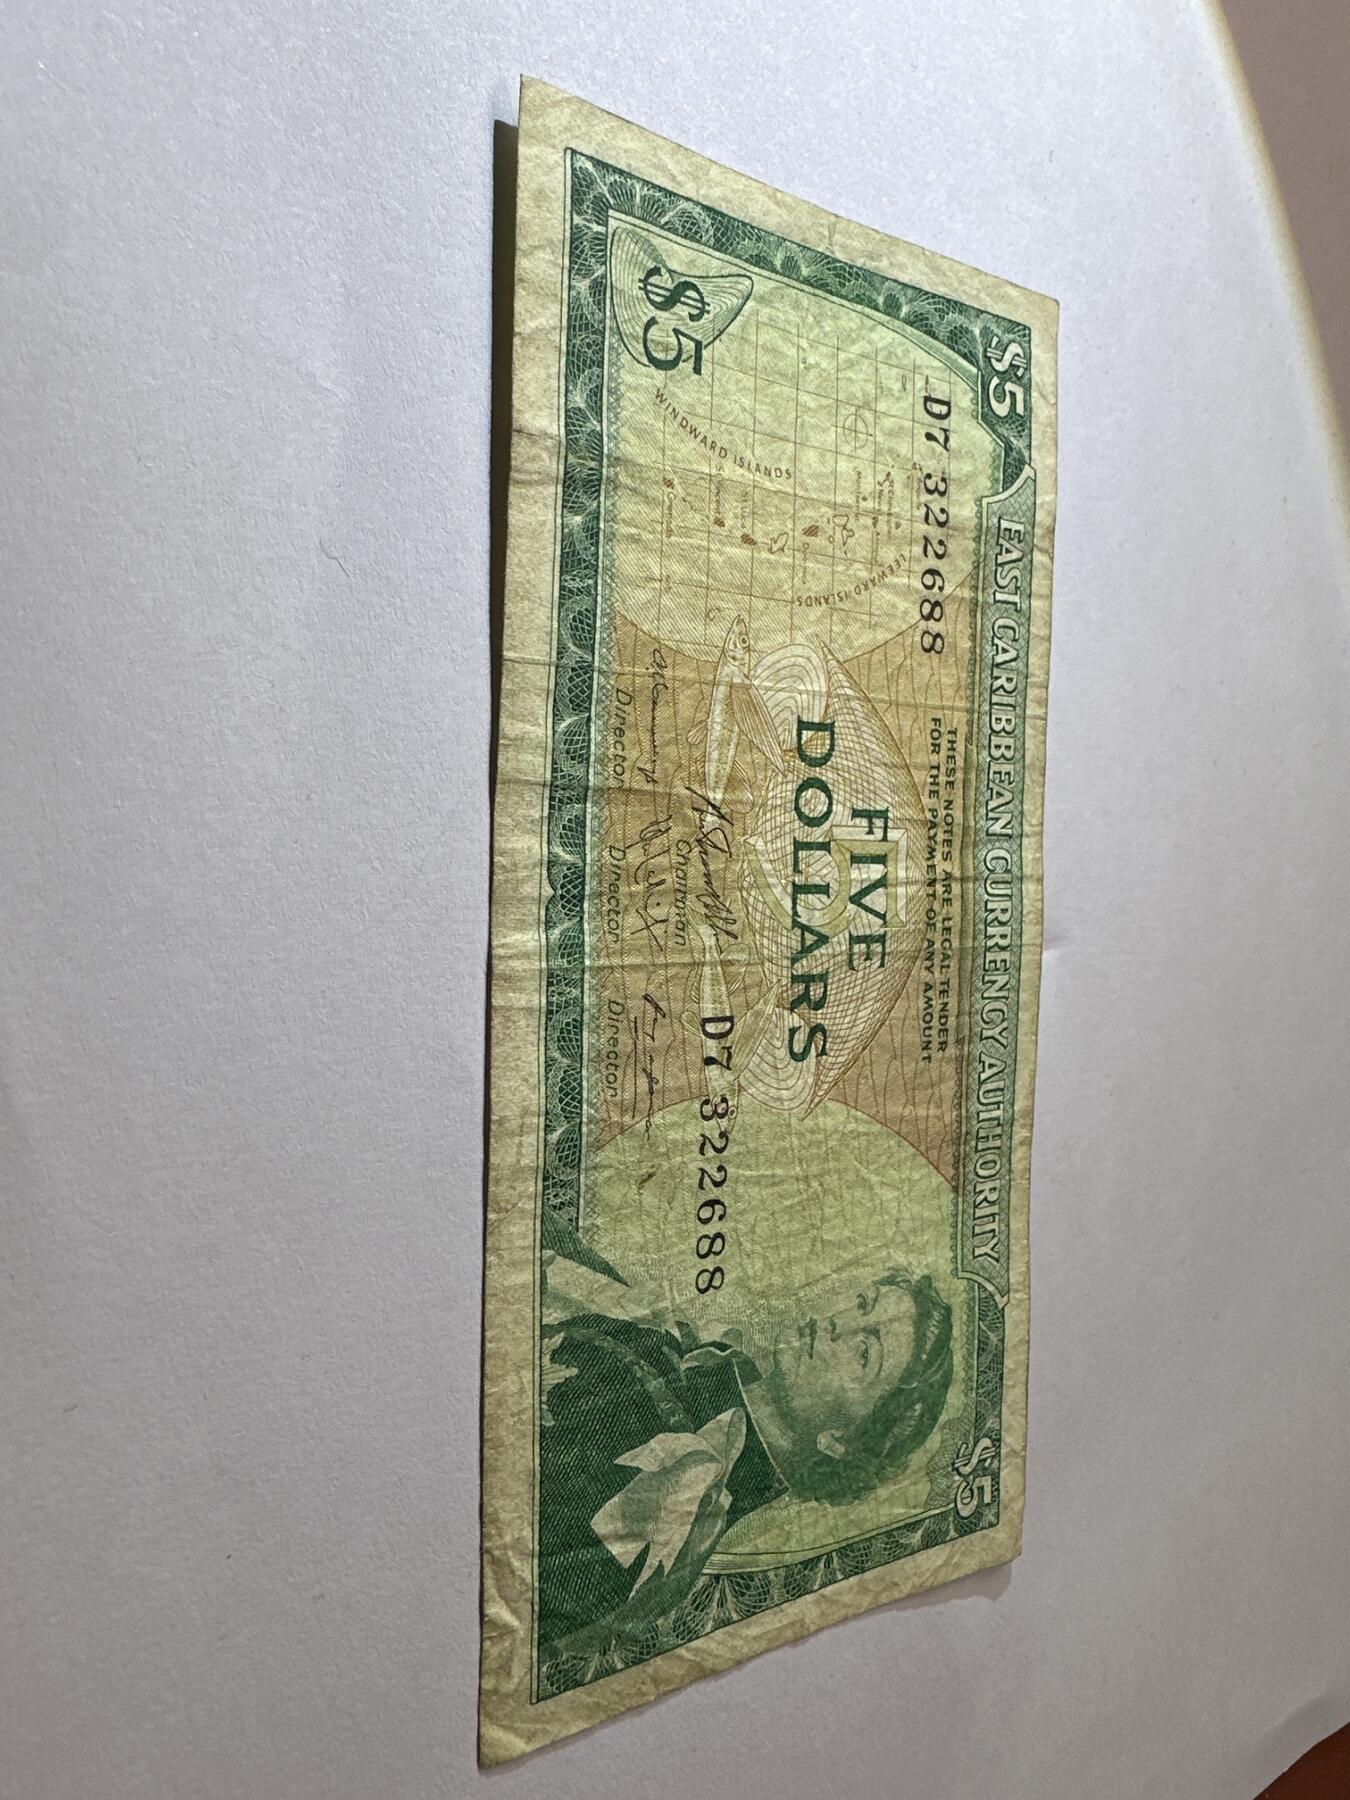 $5 EAST CARIBBEAN CURRENCY AUTHORITY $5
D7 322688
THESE NOTES ARE LEGAL TENDER
FOR THE PAYMENT OF ANY AMOUNT
LEEWARD ISLANDS
FIVE
DOLLARS
WINDWARD ISLANDS
D7 322688
$5
Chairman
Director Director Director